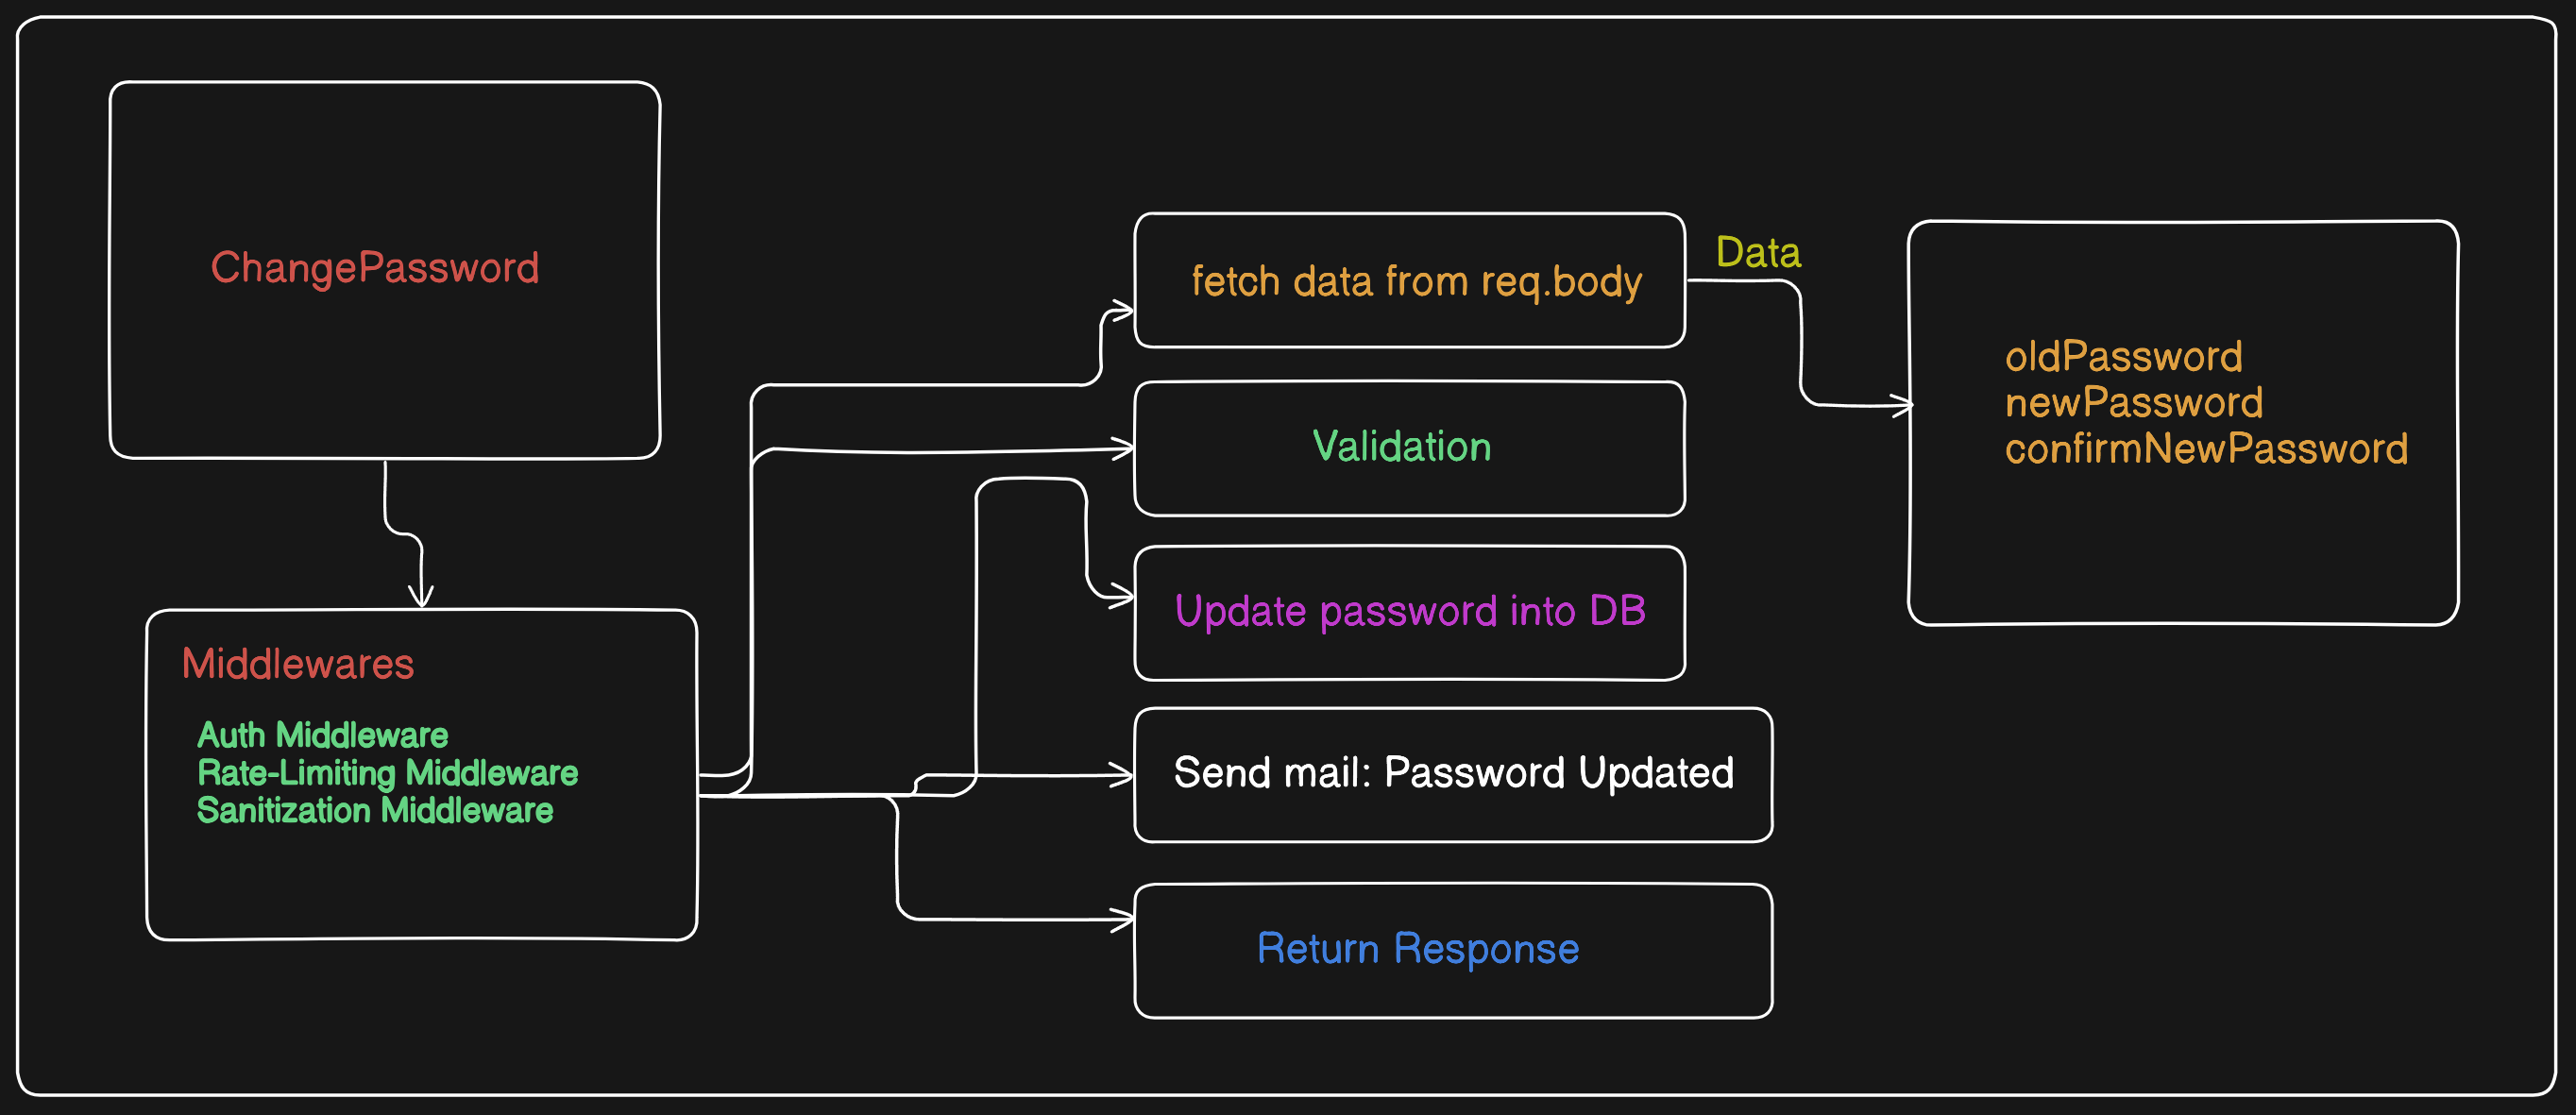 ChangePassword
Middlewares
Auth Middleware
Rate-Limiting Middleware
Sanitization Middleware
fetch data from req.body
Data
oldPassword
newPassword
confirmNewPassword
Validation
Update password into DB
Send mail: Password Updated
Return Response